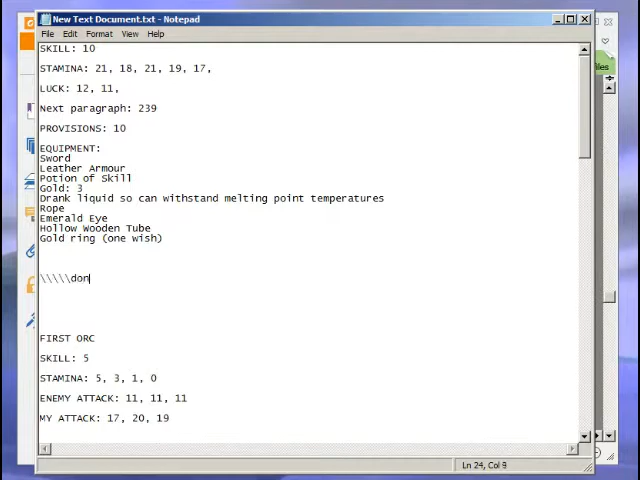 New Text Document.txt - Notepad
File Edit Format View Help
SKILL: 10
STAMINA: 21, 18, 21, 19, 17,
LUCK: 12, 11,
Next paragraph: 239
PROVISIONS: 10
EQUIPMENT:
Sword
Leather Armour
Potion of Skill
Gold: 3
Drank liquid so can withstand melting point temperatures
Rope
Emerald Eye
Hollow Wooden Tube
Gold ring (one wish)
\\\\\don
FIRST ORC
SKILL: 5
STAMINA: 5, 3, 1, 0
ENEMY ATTACK: 11, 11, 11
MY ATTACK: 17, 20, 19
Ln 24, Col 9
iles